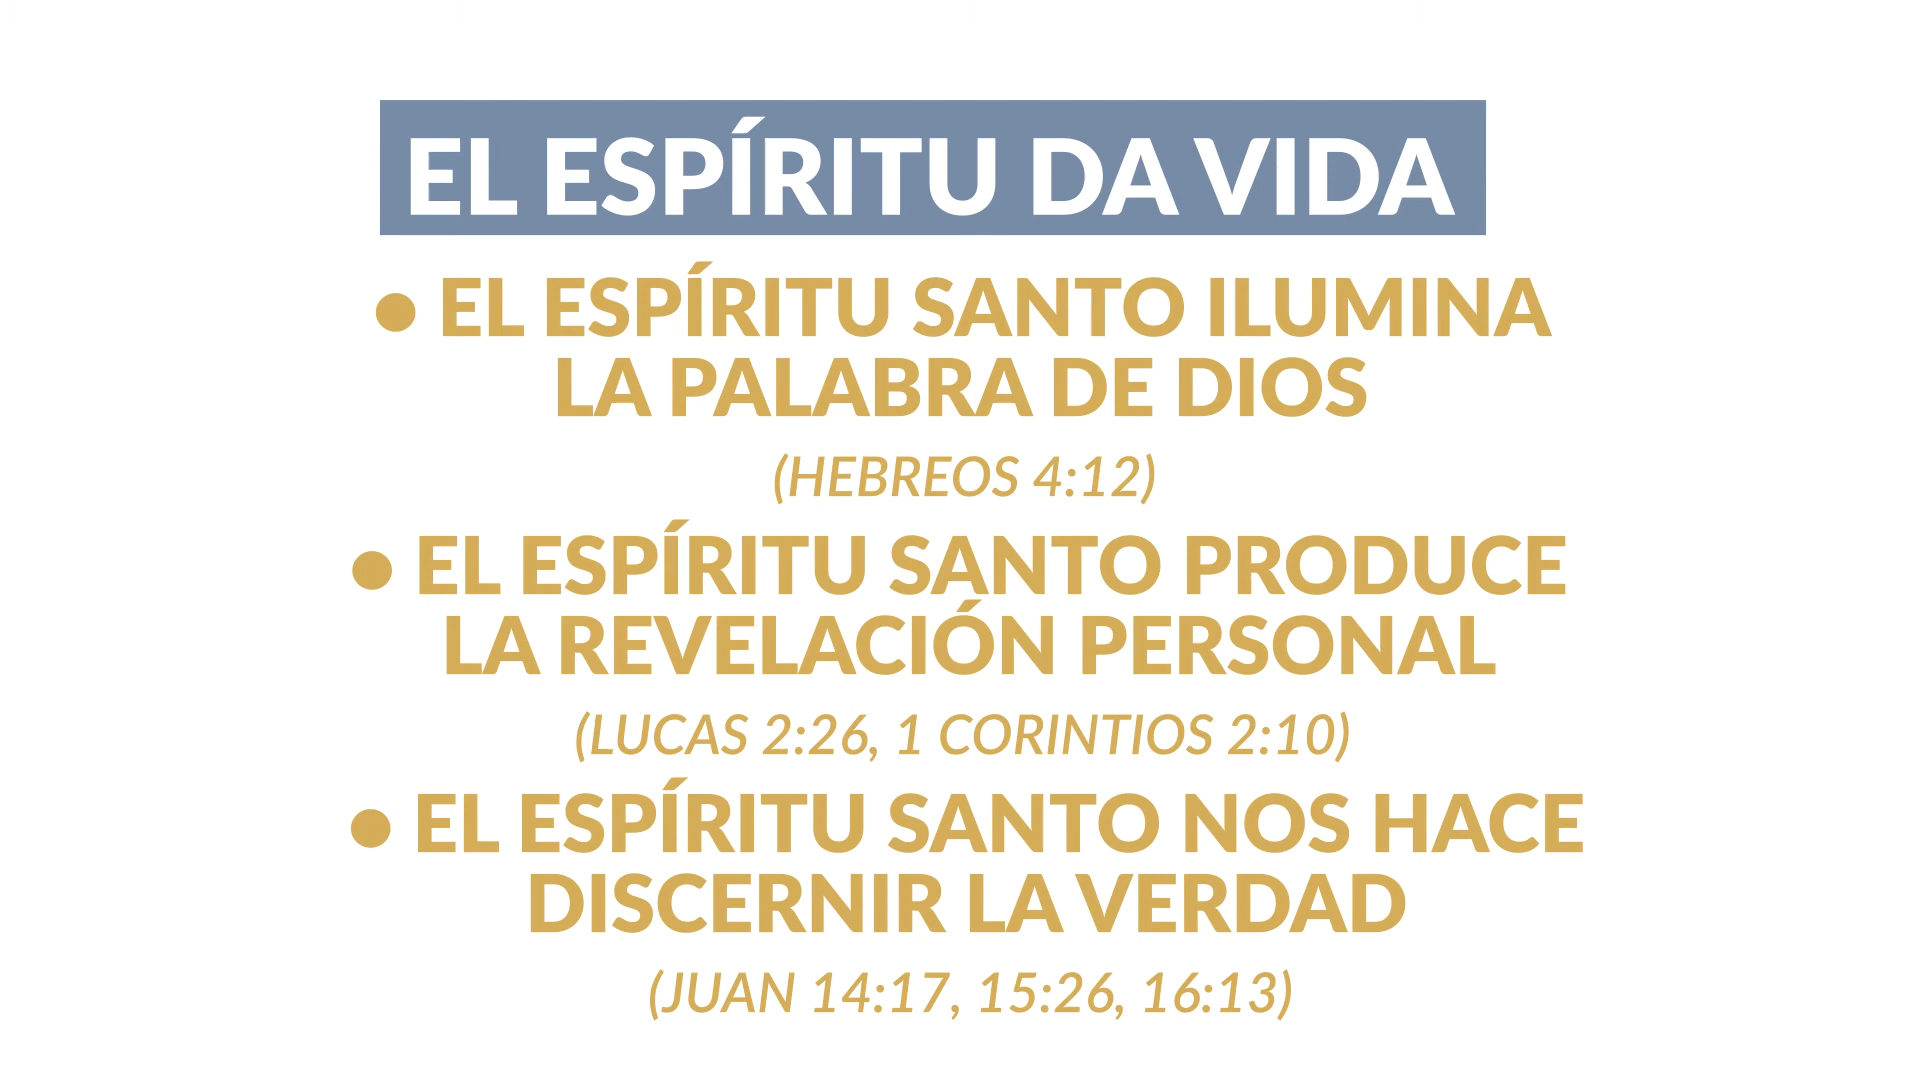 EL ESPÍRITU DA VIDA
• EL ESPÍRITU SANTO ILUMINA
LA PALABRA DE DIOS
(HEBREOS 4:12)
• EL ESPÍRITU SANTO PRODUCE
LA REVELACIÓN PERSONAL
(LUCAS 2:26, 1 CORINTIOS 2:10)
• EL ESPÍRITU SANTO NOS HACE
DISCERNIR LA VERDAD
(JUAN 14:17, 15:26, 16:13)